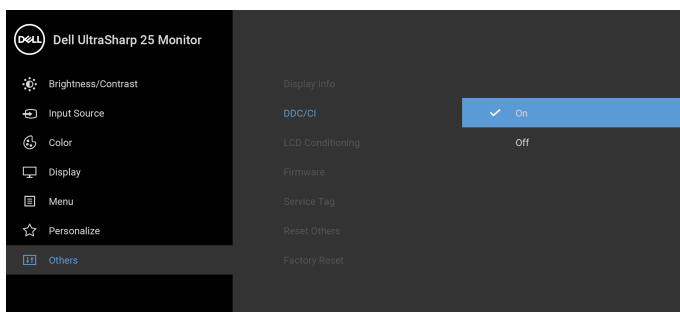 DELL Dell UltraSharp 25 Monitor
Brightness/Contrast
Input Source
Color
Display
Menu
Personalize
Others
Display Info
DDC/CI
LCD Conditioning
Firmware
Service Tag
Reset Others
Factory Reset
On
Off